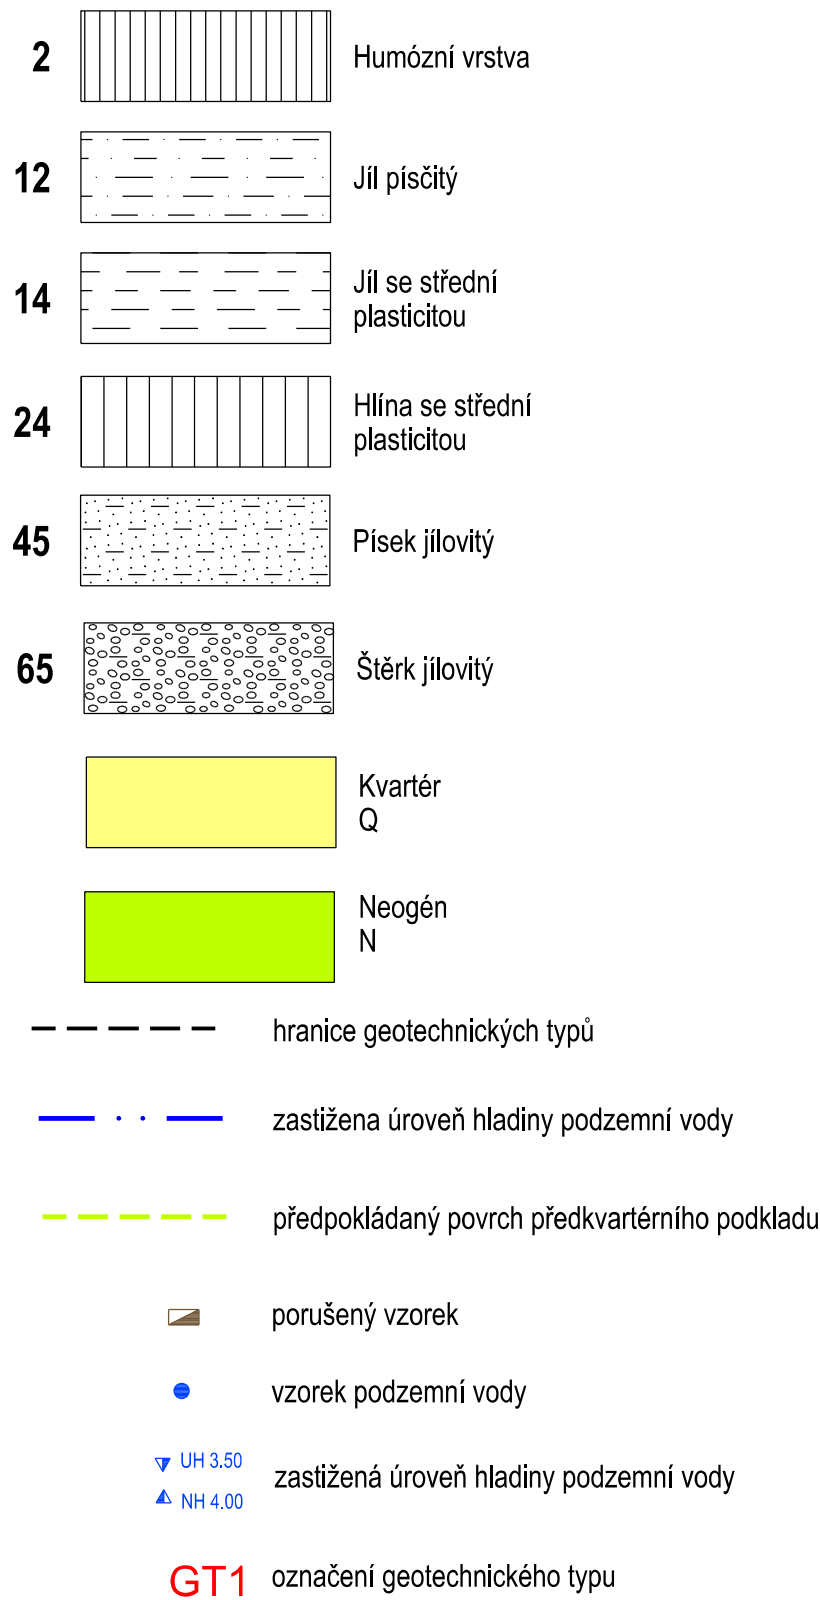 2 Humózní vrstva
12 Jíl písčitý
14 Jíl se střední
plasticitou
24 Hlína se střední
plasticitou
45 Písek jílovitý
65 Štěrk jílovitý
Kvartér
Q
Neogén
N
hranice geotechnických typů
zastižena úroveň hladiny podzemní vody
předpokládaný povrch předkvartérního podkladu
porušený vzorek
vzorek podzemní vody
UH 3.50
NH 4.00
zastižená úroveň hladiny podzemní vody
GT1 označení geotechnického typu